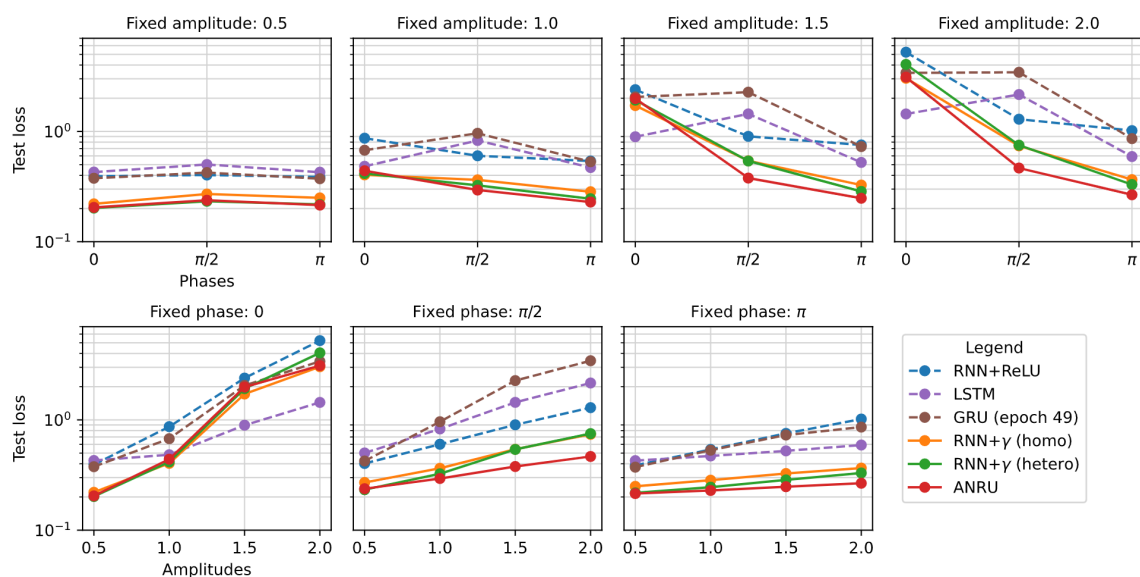 Fixed amplitude: 0.5
Fixed amplitude: 1.0
Fixed amplitude: 1.5
Fixed amplitude: 2.0
Test loss
10⁰
10⁻¹
0 π/2 π
0 π/2 π
0 π/2 π
0 π/2 π
Phases
Fixed phase: 0
Fixed phase: π/2
Fixed phase: π
Test loss
10⁰
10⁻¹
0.5 1.0 1.5 2.0
0.5 1.0 1.5 2.0
0.5 1.0 1.5 2.0
Amplitudes
Legend
RNN+ReLU
LSTM
GRU (epoch 49)
RNN+γ (homo)
RNN+γ (hetero)
ANRU